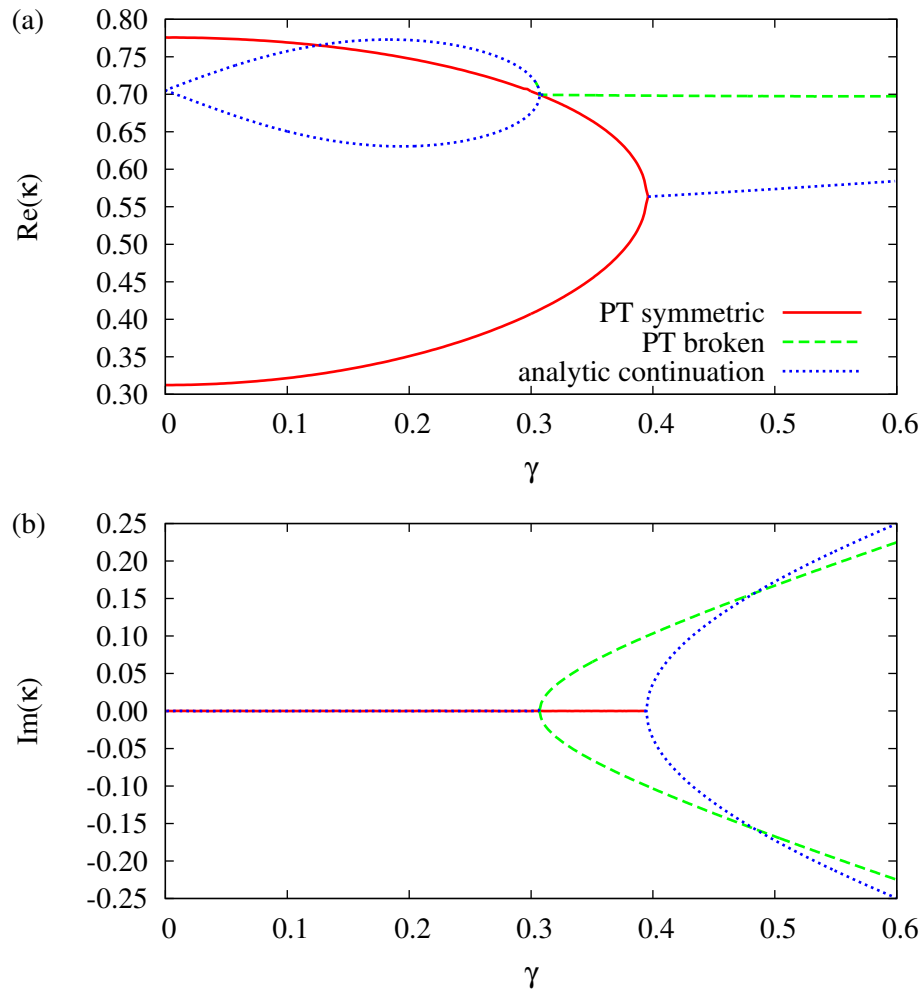 (a)
0.80
0.75
0.70
0.65
0.60
0.55
0.50
0.45
0.40
0.35
0.30
Re(κ)
PT symmetric
PT broken
analytic continuation
0 0.1 0.2 0.3 0.4 0.5 0.6
γ
(b)
0.25
0.20
0.15
0.10
0.05
0.00
-0.05
-0.10
-0.15
-0.20
-0.25
Im(κ)
0 0.1 0.2 0.3 0.4 0.5 0.6
γ